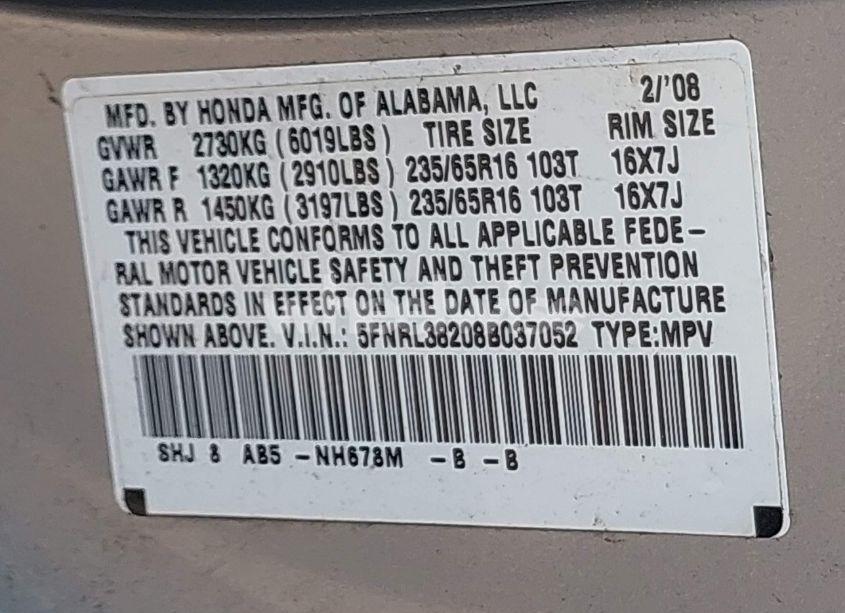 MFD. BY HONDA MFG. OF ALABAMA, LLC 2/'08
GVWR 2730KG (6019LBS) TIRE SIZE RIM SIZE
GAWR F 1320KG (2910LBS) 235/65R16 103T 16X7J
GAWR R 1450KG (3197LBS) 235/65R16 103T 16X7J
THIS VEHICLE CONFORMS TO ALL APPLICABLE FEDE-
RAL MOTOR VEHICLE SAFETY AND THEFT PREVENTION
STANDARDS IN EFFECT ON THE DATE OF MANUFACTURE
SHOWN ABOVE. V.I.N.: 5FNRL38208B037052 TYPE:MPV
SHJ 8 AB5 -NH678M -B -B